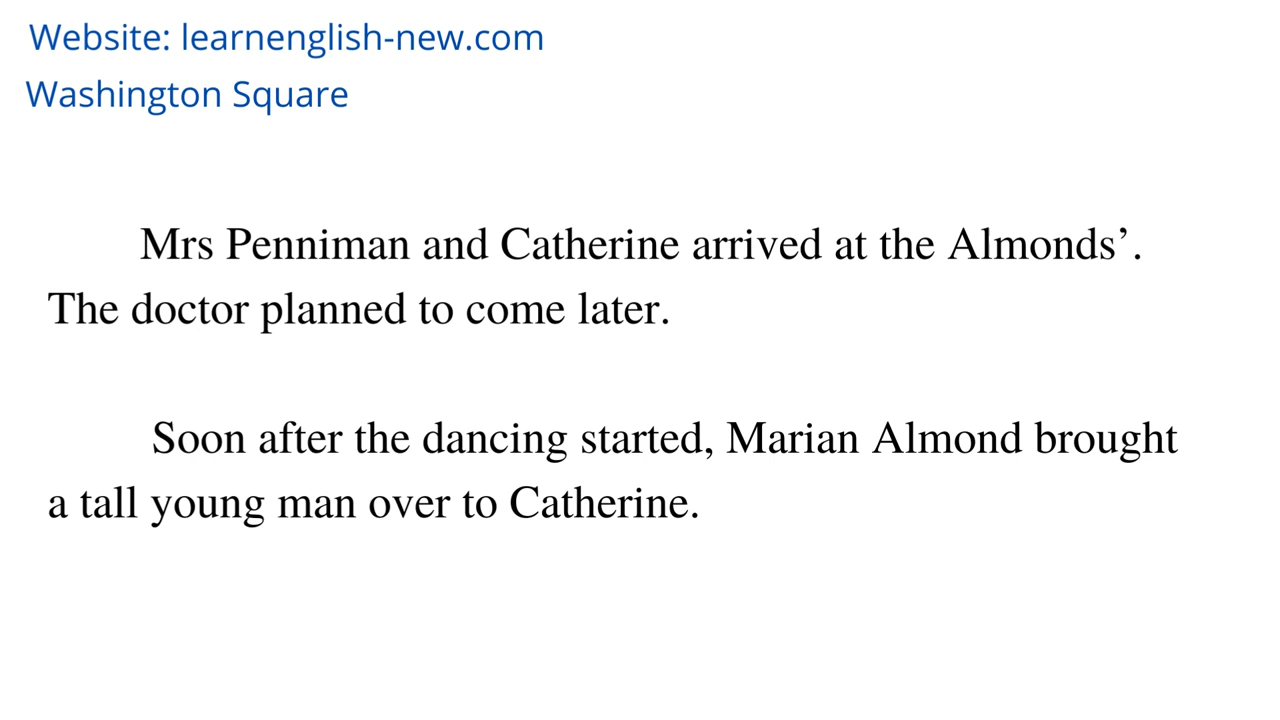 Website: learnenglish-new.com
Washington Square
Mrs Penniman and Catherine arrived at the Almonds’.
The doctor planned to come later.
Soon after the dancing started, Marian Almond brought
a tall young man over to Catherine.